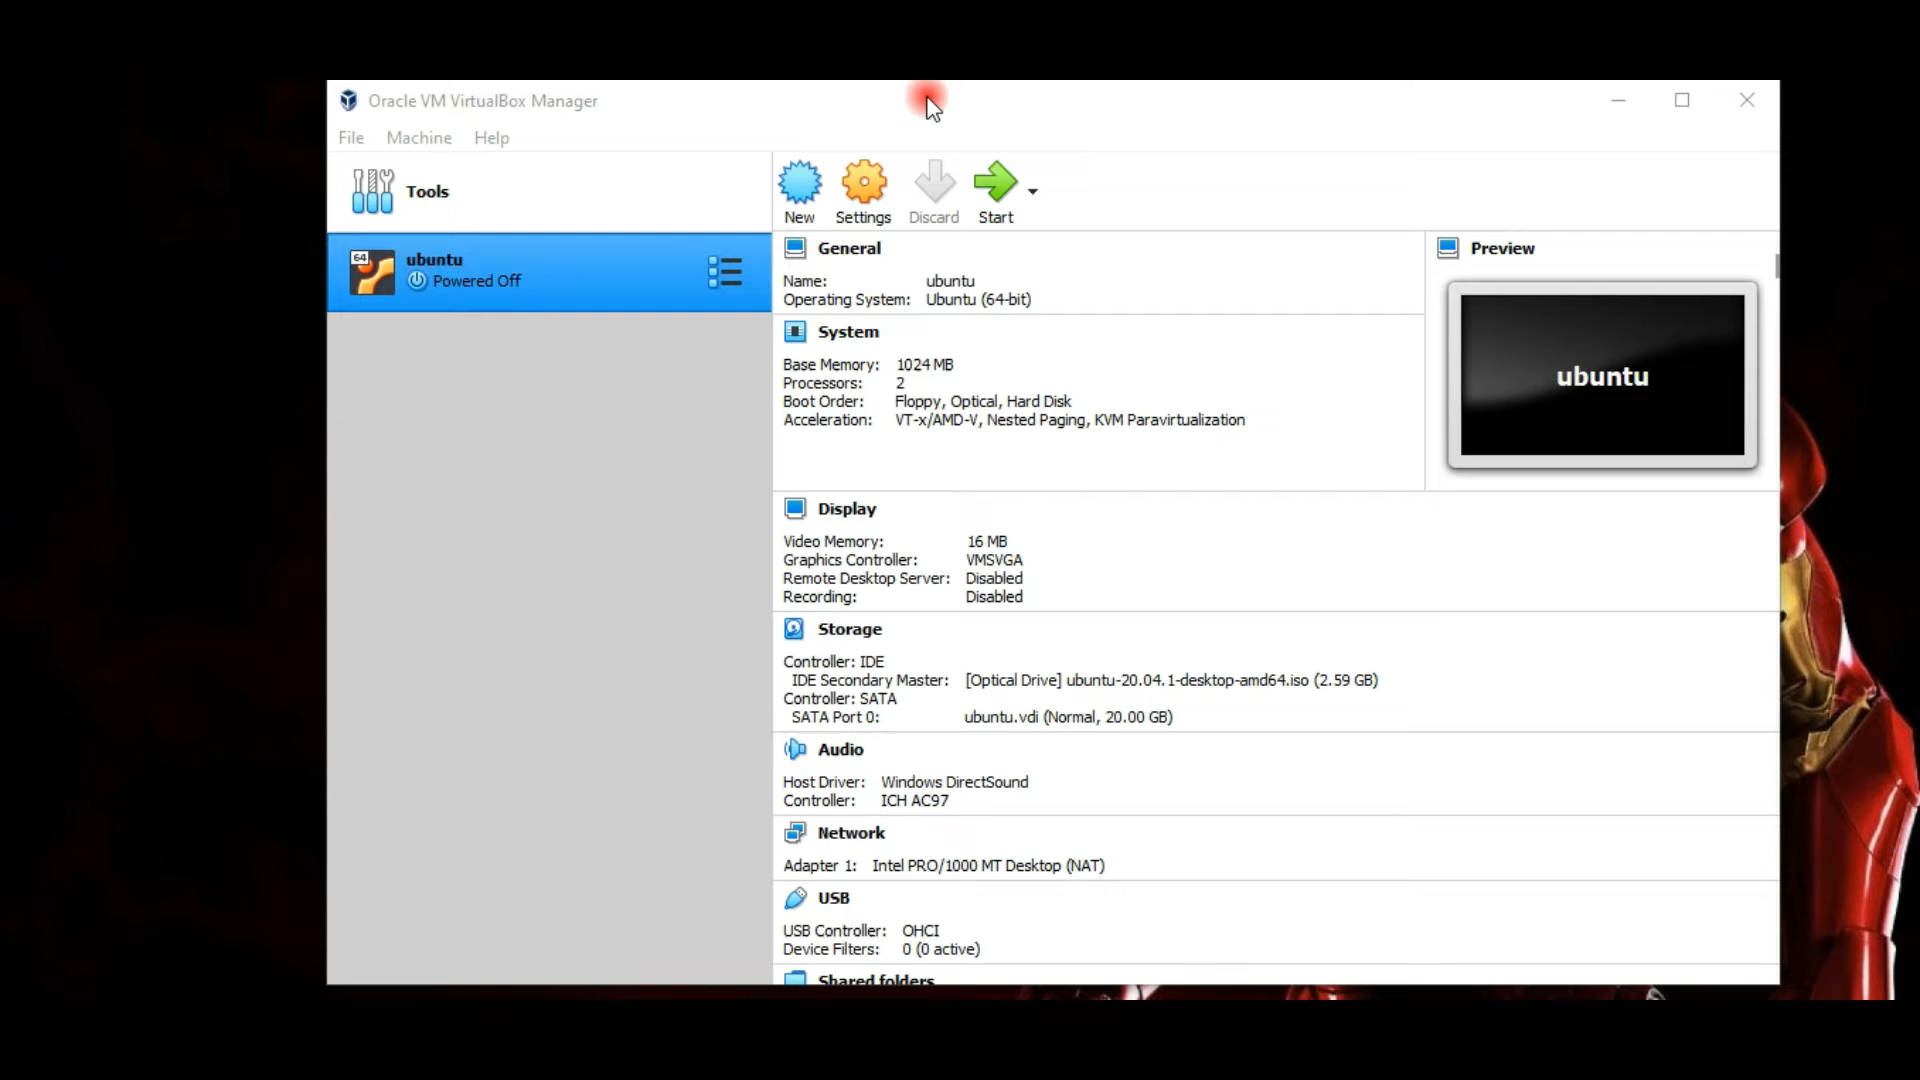 Oracle VM VirtualBox Manager
File Machine Help
Tools
New Settings Discard Start
64
ubuntu
Powered Off
General
Name: ubuntu
Operating System: Ubuntu (64-bit)
Preview
ubuntu
System
Base Memory: 1024 MB
Processors: 2
Boot Order: Floppy, Optical, Hard Disk
Acceleration: VT-x/AMD-V, Nested Paging, KVM Paravirtualization
Display
Video Memory: 16 MB
Graphics Controller: VMSVGA
Remote Desktop Server: Disabled
Recording: Disabled
Storage
Controller: IDE
IDE Secondary Master: [Optical Drive] ubuntu-20.04.1-desktop-amd64.iso (2.59 GB)
Controller: SATA
SATA Port 0: ubuntu.vdi (Normal, 20.00 GB)
Audio
Host Driver: Windows DirectSound
Controller: ICH AC97
Network
Adapter 1: Intel PRO/1000 MT Desktop (NAT)
USB
USB Controller: OHCI
Device Filters: 0 (0 active)
Shared folders